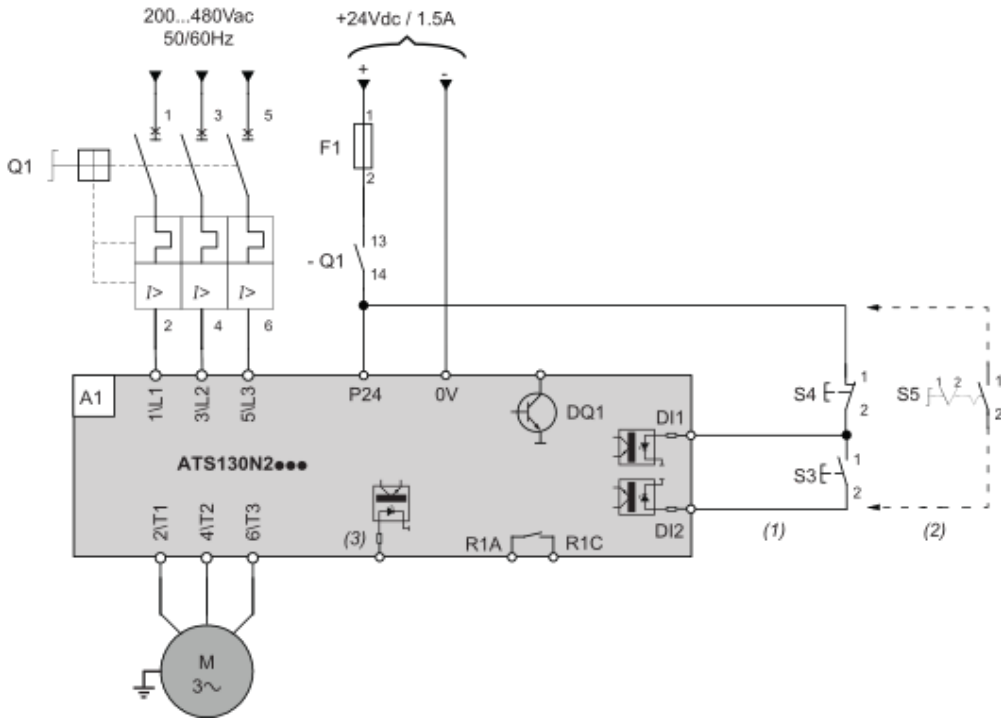 200...480Vac
50/60Hz
+24Vdc / 1.5A
+
-
1
3
5
1
F1
2
Q1
13
- Q1
14
I>
I>
I>
2
4
6
A1
1\L1
3\L2
5\L3
P24
0V
DQ1
DI1
S4
1
2
S5
1
2
1
2
ATS130N2●●●
S3
1
2
2\T1
4\T2
6\T3
(3)
R1A
R1C
DI2
(1)
(2)
M
3~